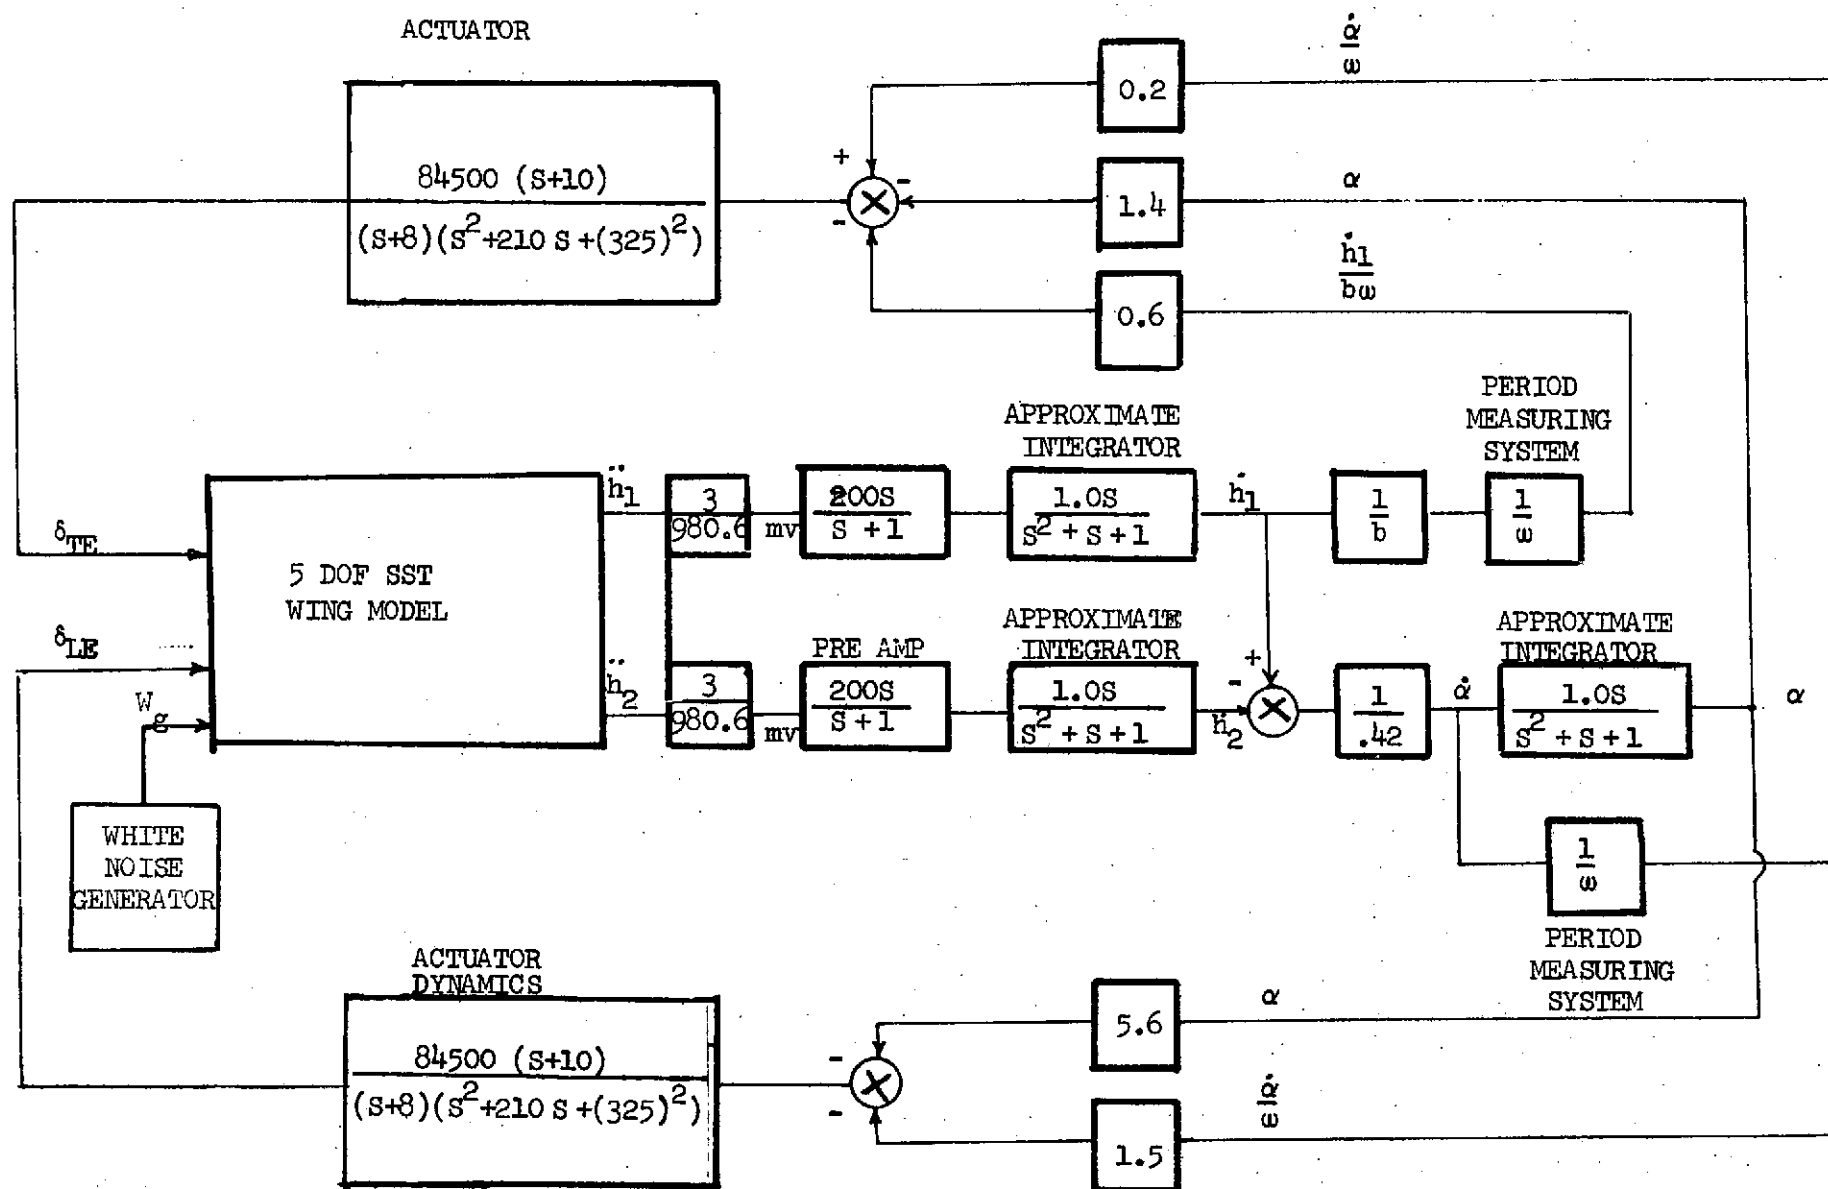 ACTUATOR
84500 (S+10)
(S+8)(S²+210 S+(325)²)
0.2
α̇/ω
+
-
-
1.4
α
0.6
ḣ1/bω
APPROXIMATE
INTEGRATOR
PERIOD
MEASURING
SYSTEM
δTE
δLE
Wg
5 DOF SST
WING MODEL
ḧ1
3
980.6
mv
200S
S+1
1.0S
S²+S+1
ḣ1
1
b
1
ω
ḧ2
3
980.6
mv
PRE AMP
200S
S+1
APPROXIMATE
INTEGRATOR
1.0S
S²+S+1
ḣ2
+
-
1
.42
α̇
APPROXIMATE
INTEGRATOR
1.0S
S²+S+1
α
1
ω
PERIOD
MEASURING
SYSTEM
WHITE
NOISE
GENERATOR
ACTUATOR
DYNAMICS
84500 (S+10)
(S+8)(S²+210 S+(325)²)
-
-
5.6
α
1.5
α̇/ω